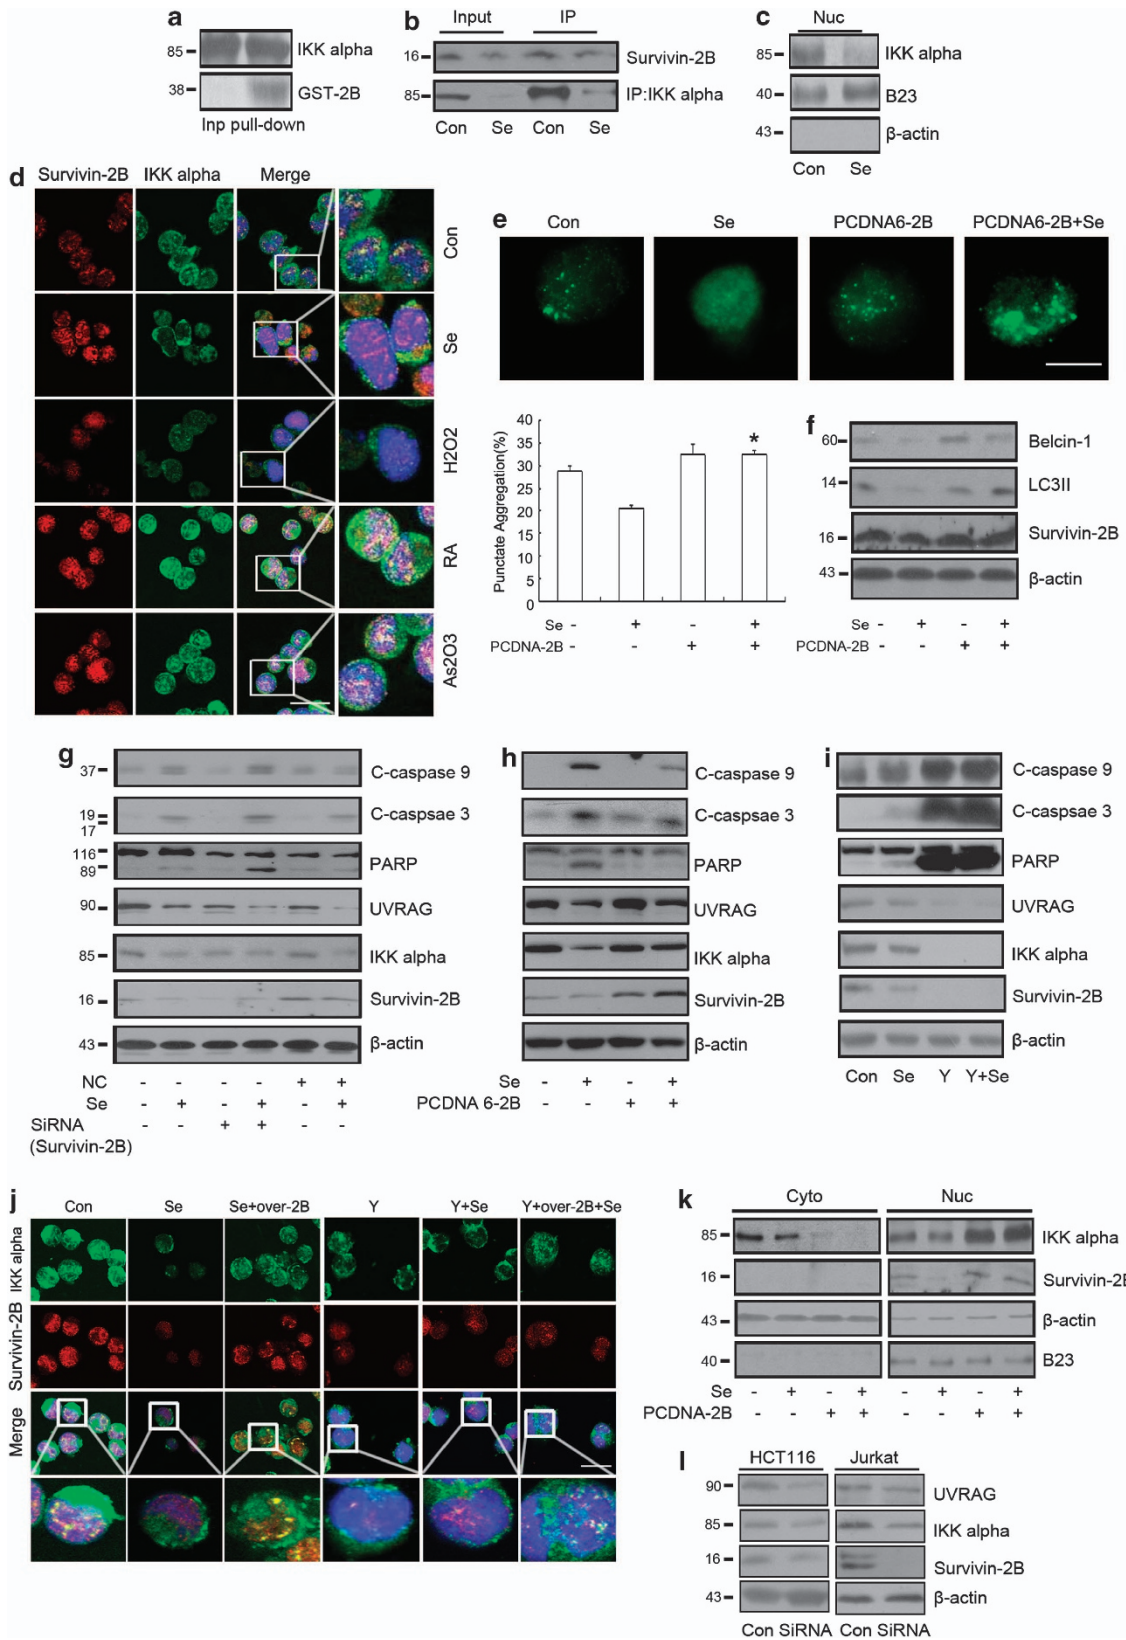 a
85
IKK alpha
38
GST-2B
Inp pull-down
b
Input IP
16
Survivin-2B
85
IP:IKK alpha
Con Se Con Se
c
Nuc
85
IKK alpha
40
B23
43
β-actin
Con Se
d
Survivin-2B IKK alpha Merge
Con
Se
H2O2
RA
As2O3
e
Con Se PCDNA6-2B PCDNA6-2B+Se
Punctate Aggregation(%)
40
35
30
25
20
15
10
5
0
*
Se - + - +
PCDNA-2B - - + +
f
60
Belcin-1
14
LC3II
16
Survivin-2B
43
β-actin
Se - + - +
PCDNA-2B - - + +
g
37
C-caspase 9
19
17
C-caspsae 3
116
89
PARP
90
UVRAG
85
IKK alpha
16
Survivin-2B
43
β-actin
NC - - - - + +
Se - + - + - +
SiRNA - - + + - -
(Survivin-2B)
h
C-caspase 9
C-caspsae 3
PARP
UVRAG
IKK alpha
Survivin-2B
β-actin
Se - + - +
PCDNA 6-2B - - + +
i
C-caspase 9
C-caspsae 3
PARP
UVRAG
IKK alpha
Survivin-2B
β-actin
Con Se Y Y+Se
j
Con Se Se+over-2B Y Y+Se Y+over-2B+Se
IKK alpha
Survivin-2B
Merge
k
Cyto Nuc
85
IKK alpha
16
Survivin-2B
43
β-actin
40
B23
Se - + - + - + - +
PCDNA-2B - - + + - - + +
l
HCT116 Jurkat
90
UVRAG
85
IKK alpha
16
Survivin-2B
43
β-actin
Con SiRNA Con SiRNA